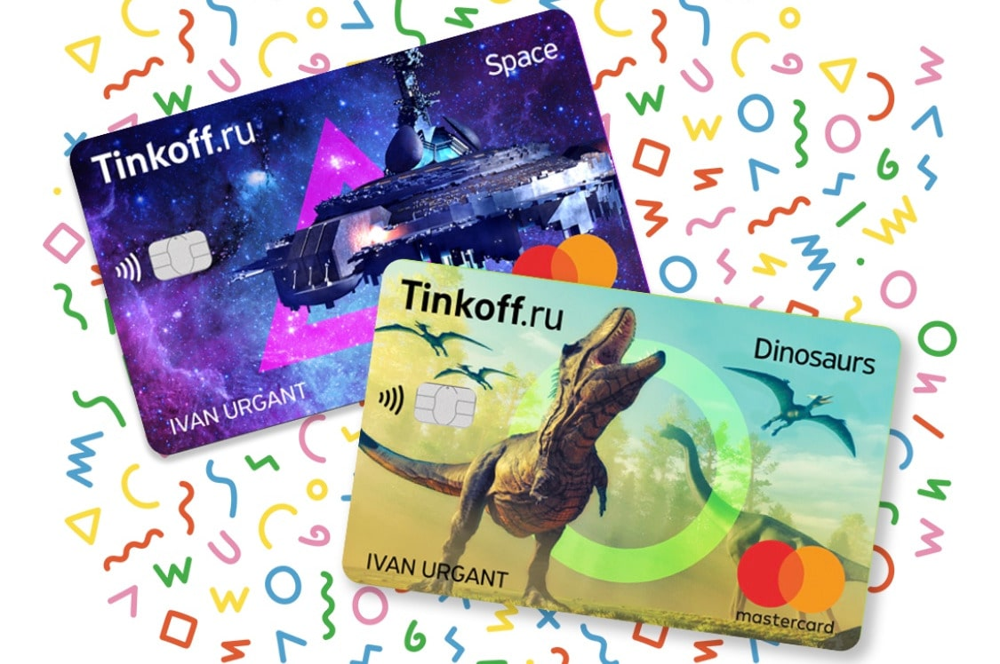 Space
Tinkoff.ru
IVAN URGANT
Tinkoff.ru
Dinosaurs
IVAN URGANT
mastercard